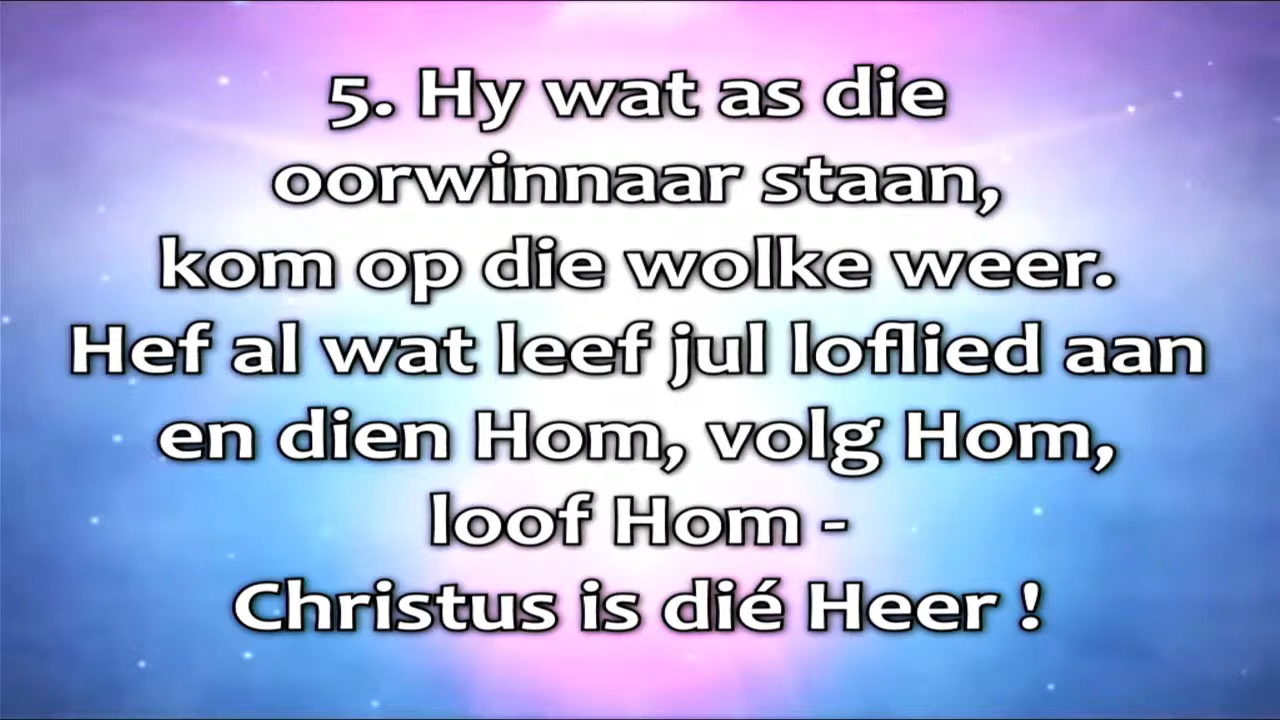 5. Hy wat as die
oorwinnaar staan,
kom op die wolke weer.
Hef al wat leef jul loflied aan
en dien Hom, volg Hom,
loof Hom -
Christus is dié Heer !